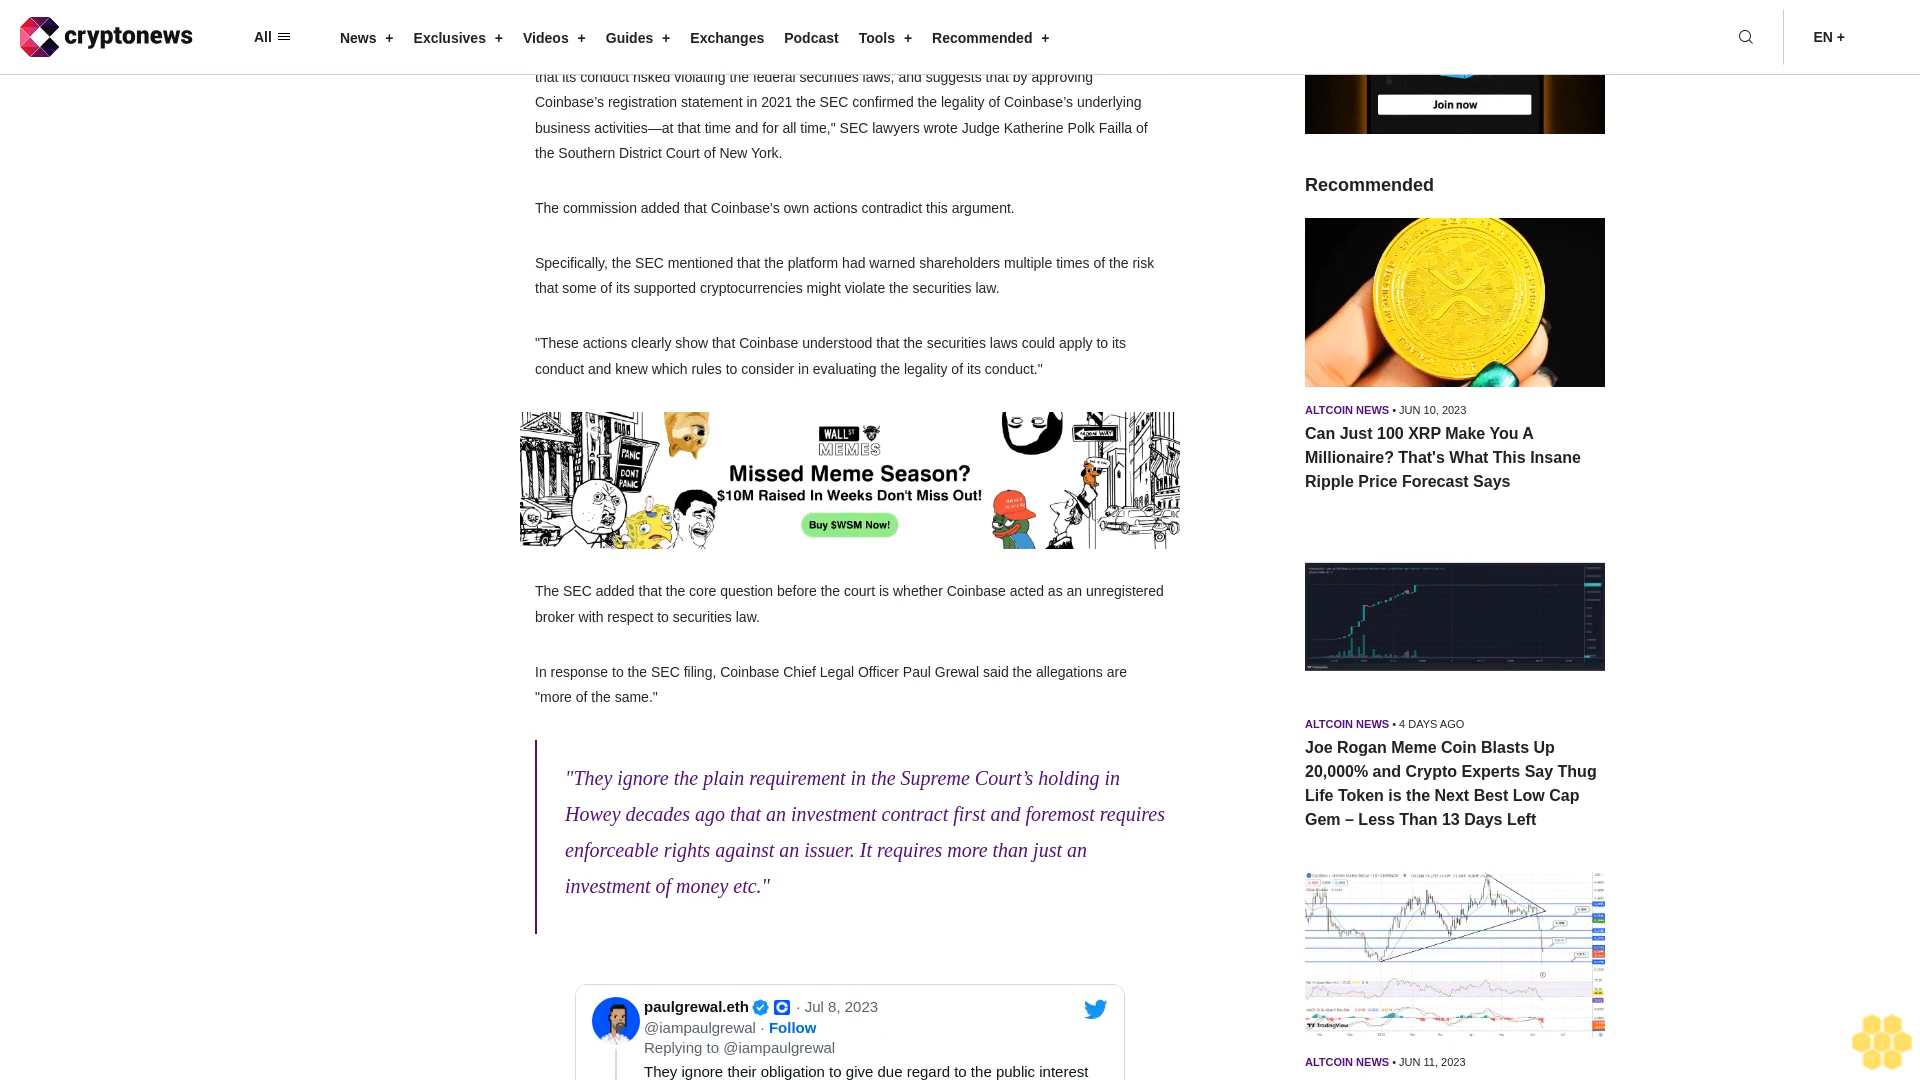 cryptonews
All
News +
Exclusives +
Videos +
Guides +
Exchanges
Podcast
Tools +
Recommended +
EN +
that its conduct risked violating the federal securities laws, and suggests that by approving
Coinbase’s registration statement in 2021 the SEC confirmed the legality of Coinbase’s underlying
business activities—at that time and for all time," SEC lawyers wrote Judge Katherine Polk Failla of
the Southern District Court of New York.
The commission added that Coinbase's own actions contradict this argument.
Specifically, the SEC mentioned that the platform had warned shareholders multiple times of the risk
that some of its supported cryptocurrencies might violate the securities law.
"These actions clearly show that Coinbase understood that the securities laws could apply to its
conduct and knew which rules to consider in evaluating the legality of its conduct."
PANIC
DONT
PANIC
WALL ST
MEMES
Missed Meme Season?
$10M Raised In Weeks Don't Miss Out!
Buy $WSM Now!
The SEC added that the core question before the court is whether Coinbase acted as an unregistered
broker with respect to securities law.
In response to the SEC filing, Coinbase Chief Legal Officer Paul Grewal said the allegations are
"more of the same."
"They ignore the plain requirement in the Supreme Court’s holding in
Howey decades ago that an investment contract first and foremost requires
enforceable rights against an issuer. It requires more than just an
investment of money etc."
paulgrewal.eth · Jul 8, 2023
@iampaulgrewal · Follow
Replying to @iampaulgrewal
They ignore their obligation to give due regard to the public interest
Join now
Recommended
ALTCOIN NEWS • JUN 10, 2023
Can Just 100 XRP Make You A
Millionaire? That's What This Insane
Ripple Price Forecast Says
ALTCOIN NEWS • 4 DAYS AGO
Joe Rogan Meme Coin Blasts Up
20,000% and Crypto Experts Say Thug
Life Token is the Next Best Low Cap
Gem – Less Than 13 Days Left
TradingView
ALTCOIN NEWS • JUN 11, 2023